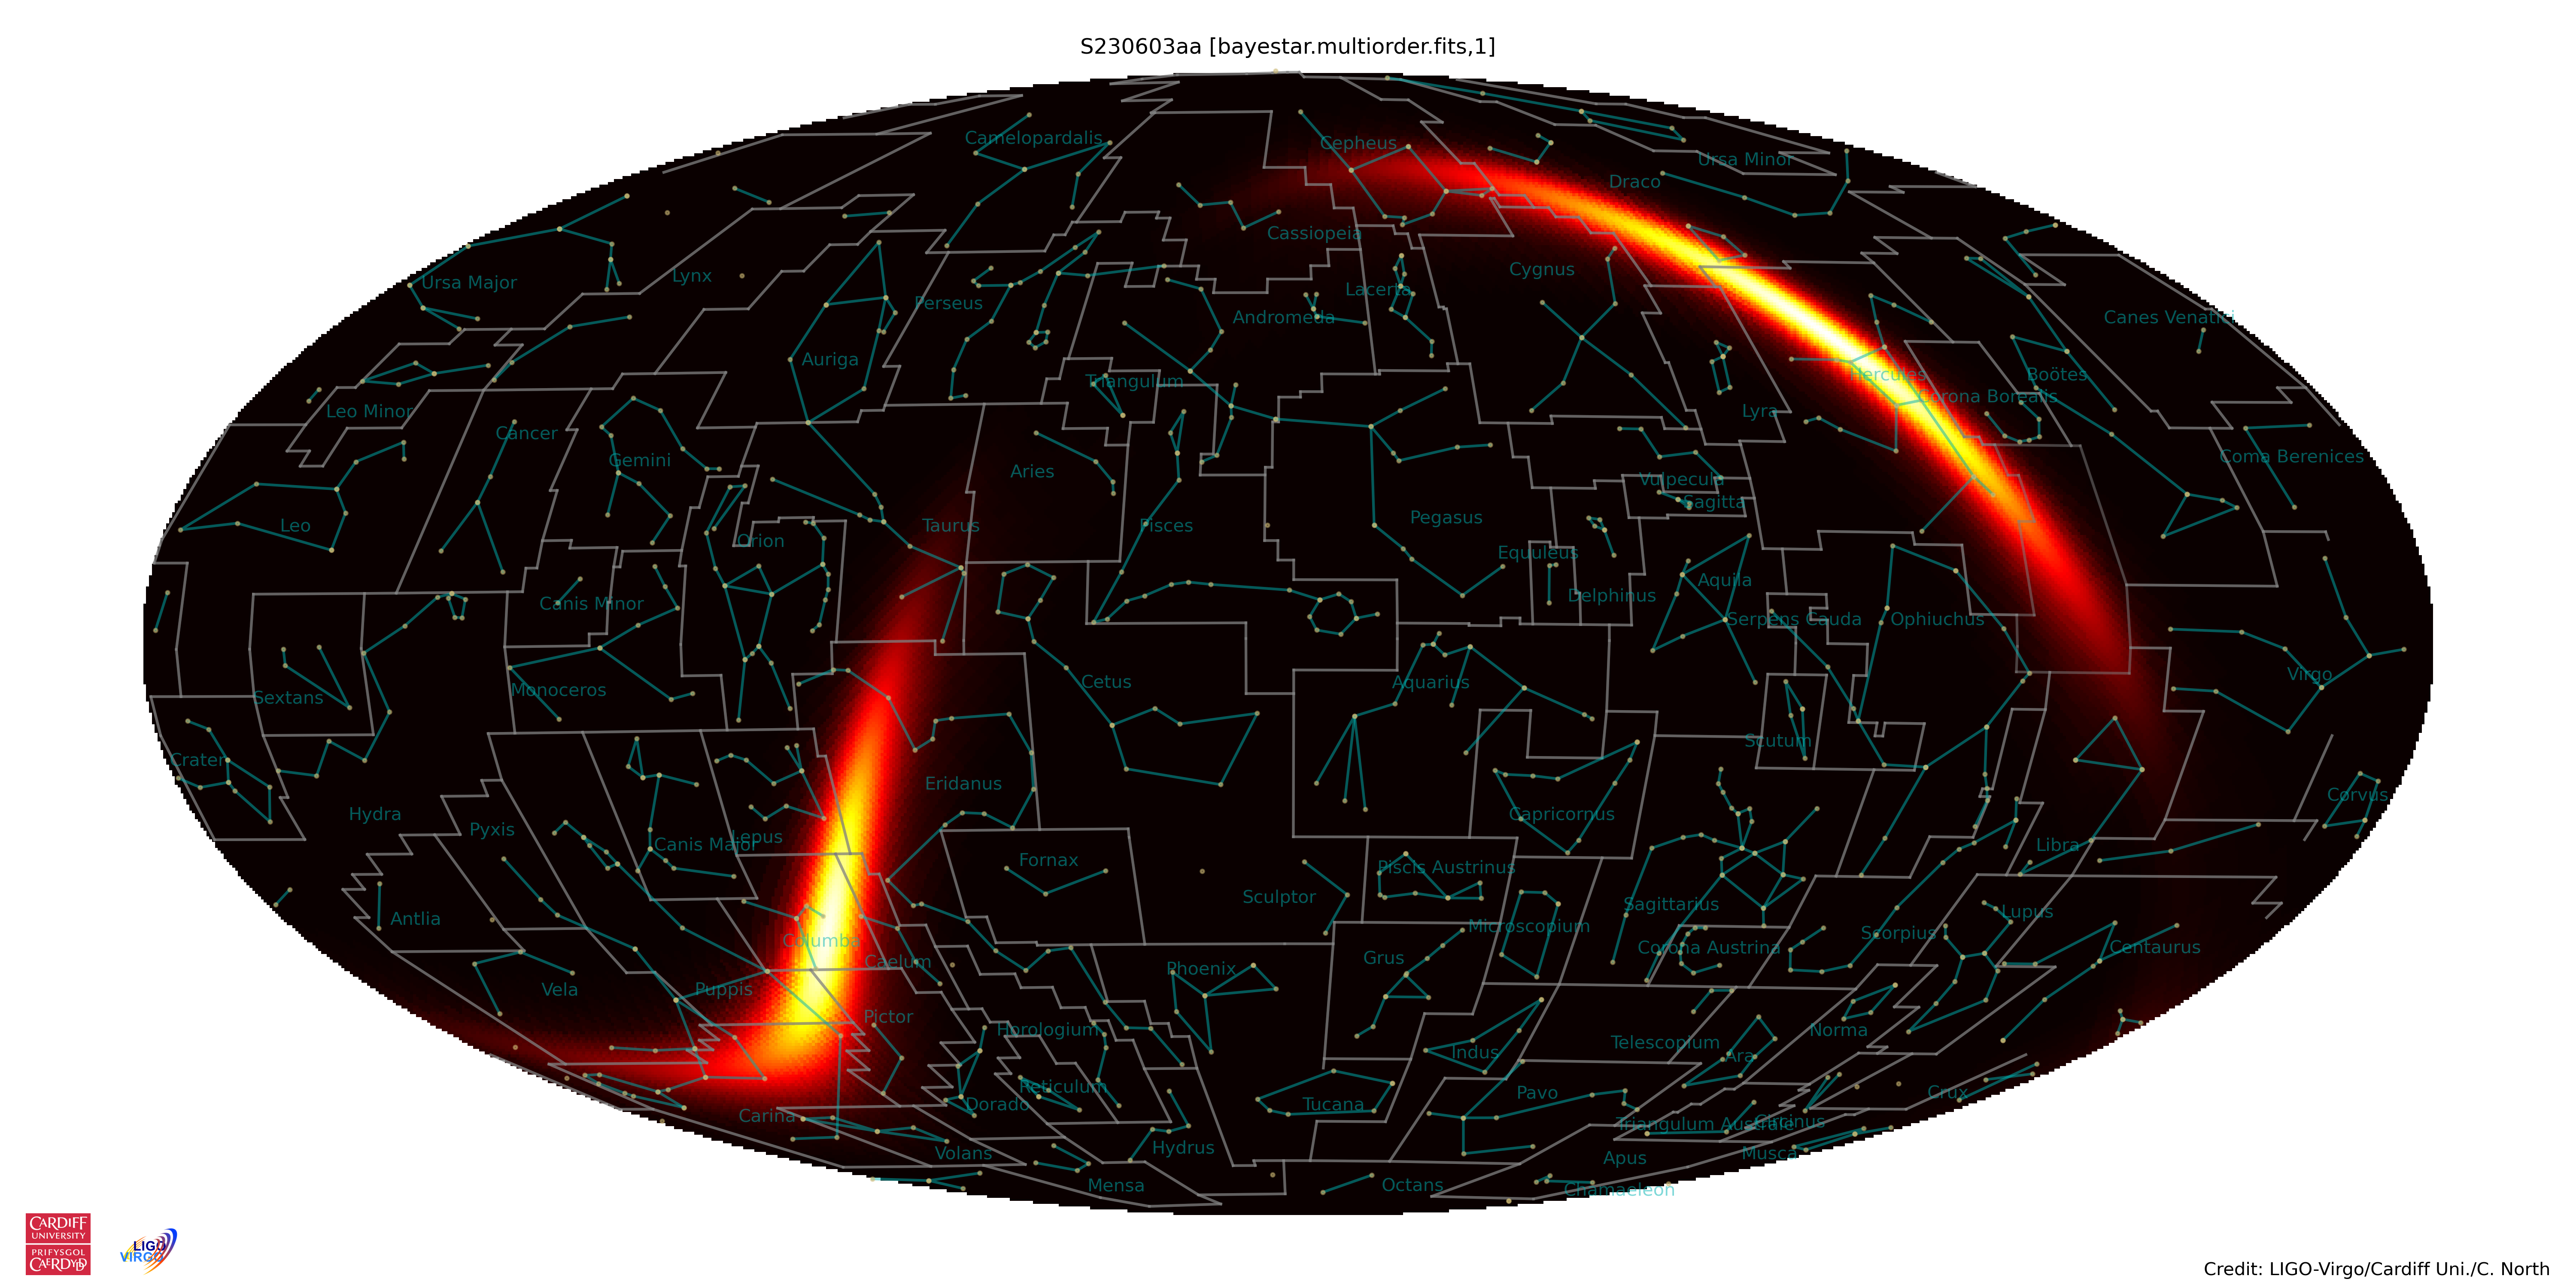 S230603aa [bayestar.multiorder.fits,1]
Camelopardalis
Cepheus
Ursa Minor
Draco
Cassiopeia
Cygnus
Ursa Major
Lynx
Lacerta
Perseus
Andromeda
Canes Venatici
Auriga
Triangulum
Hercules
Boötes
Corona Borealis
Leo Minor
Lyra
Cancer
Gemini
Aries
Coma Berenices
Vulpecula
Sagitta
Leo
Taurus
Pisces
Pegasus
Orion
Equuleus
Aquila
Canis Minor
Delphinus
Serpens Cauda
Ophiuchus
Virgo
Cetus
Aquarius
Monoceros
Sextans
Scutum
Crater
Eridanus
Corvus
Hydra
Capricornus
Pyxis
Lepus
Canis Major
Libra
Fornax
Piscis Austrinus
Sculptor
Sagittarius
Lupus
Antlia
Microscopium
Scorpius
Columba
Corona Austrina
Centaurus
Caelum
Grus
Phoenix
Vela
Puppis
Pictor
Horologium
Norma
Telescopium
Indus
Ara
Reticulum
Pavo
Crux
Dorado
Tucana
Carina
Triangulum Australe
Circinus
Hydrus
Volans
Musca
Apus
Mensa
Octans
Chamaeleon
CARDIFF
UNIVERSITY
PRIFYSGOL
CAERDYDD
LIGO
VIRGO
Credit: LIGO-Virgo/Cardiff Uni./C. North